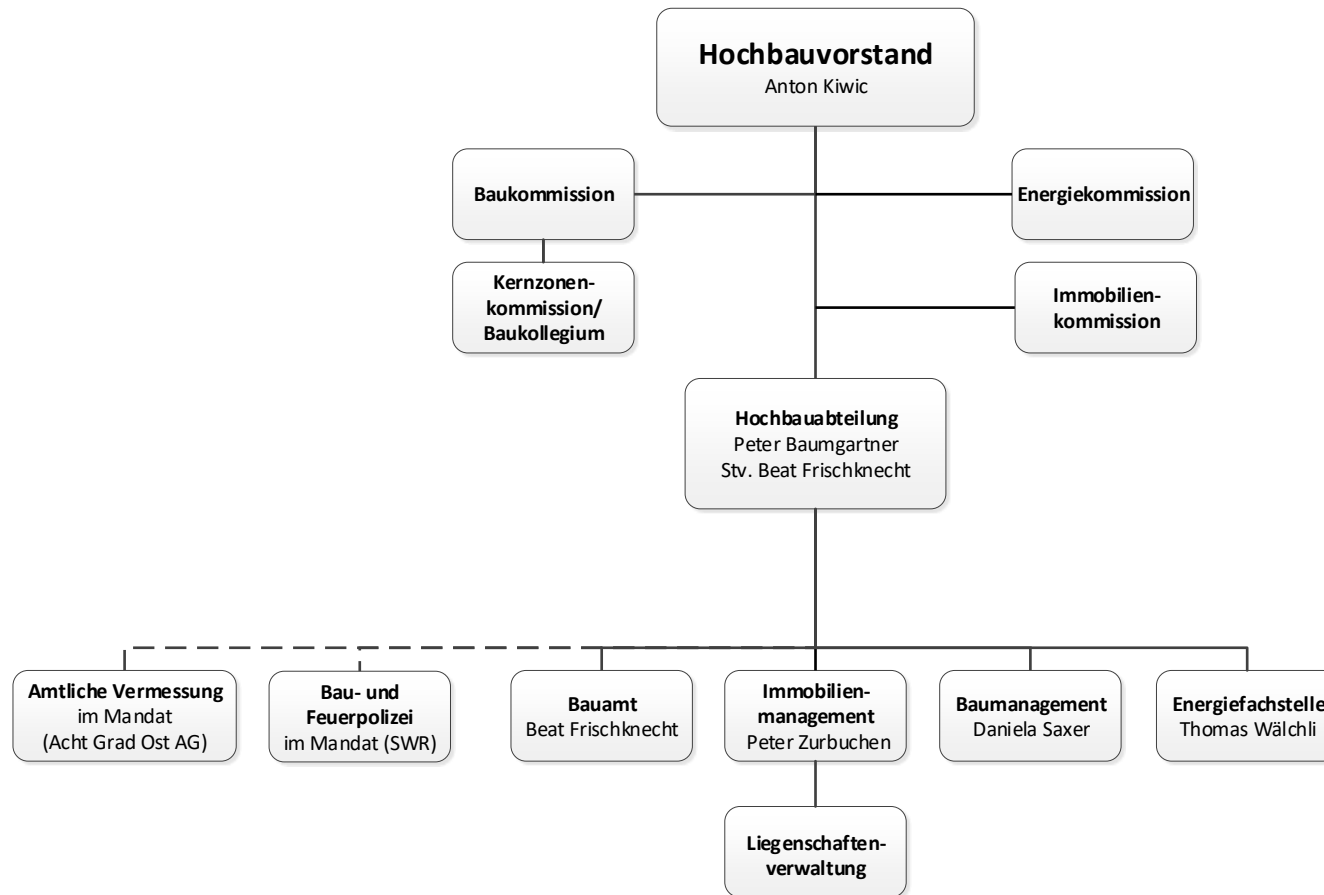 Hochbauvorstand
Anton Kiwic
Baukommission
Energiekommission
Kernzonen-
kommission/
Baukollegium
Immobilien-
kommission
Hochbauabteilung
Peter Baumgartner
Stv. Beat Frischknecht
Amtliche Vermessung
im Mandat
(Acht Grad Ost AG)
Bau- und
Feuerpolizei
im Mandat (SWR)
Bauamt
Beat Frischknecht
Immobilien-
management
Peter Zurbuchen
Baumanagement
Daniela Saxer
Energiefachstelle
Thomas Wälchli
Liegenschaften-
verwaltung